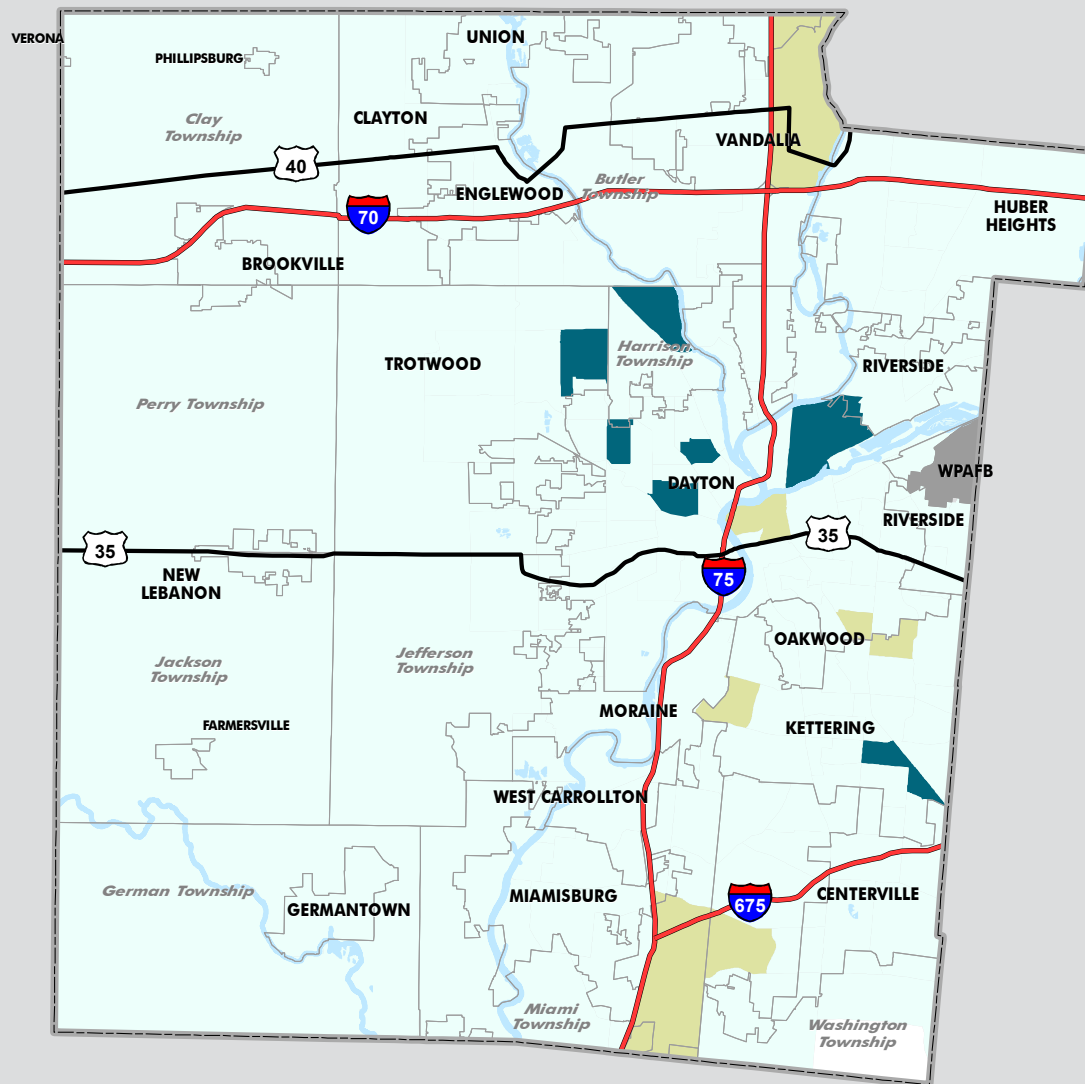 UNION
VERONA
PHILLIPSBURG
CLAYTON
Clay
Township
VANDALIA
40
Butler
Township
ENGLEWOOD
70
HUBER
HEIGHTS
BROOKVILLE
Harrison
Township
TROTWOOD
RIVERSIDE
Perry Township
WPAFB
DAYTON
RIVERSIDE
35
35
NEW
LEBANON
75
OAKWOOD
Jefferson
Township
Jackson
Township
MORAINE
FARMERSVILLE
KETTERING
WEST CARROLLTON
German Township
MIAMISBURG
CENTERVILLE
675
GERMANTOWN
Miami
Township
Washington
Township